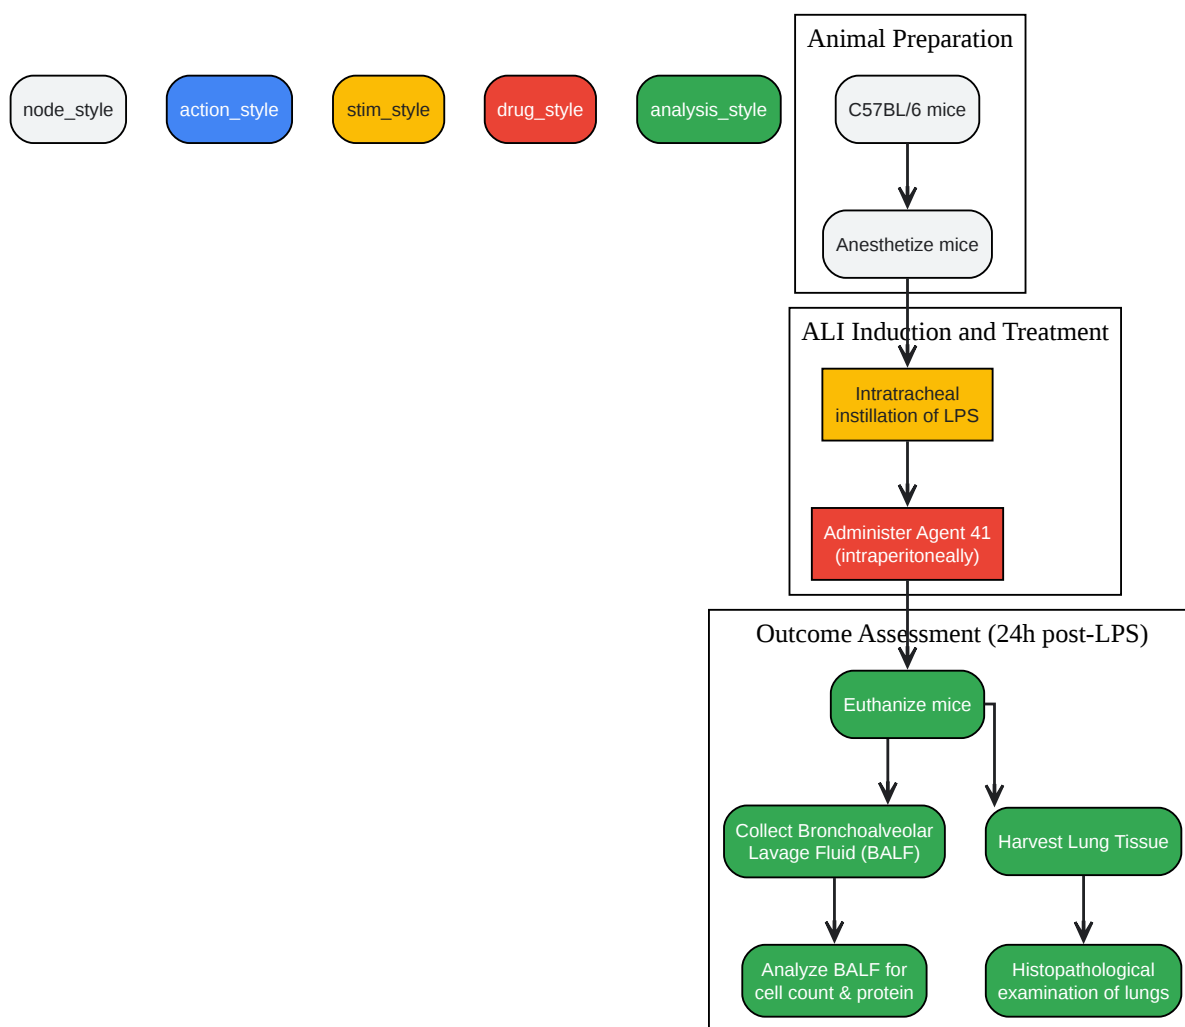 Animal Preparation
node_style
action_style
stim_style
drug_style
analysis_style
C57BL/6 mice
Anesthetize mice
ALI Induction and Treatment
Intratracheal
instillation of LPS
Administer Agent 41
(intraperitoneally)
Outcome Assessment (24h post-LPS)
Euthanize mice
Collect Bronchoalveolar
Lavage Fluid (BALF)
Harvest Lung Tissue
Analyze BALF for
cell count & protein
Histopathological
examination of lungs